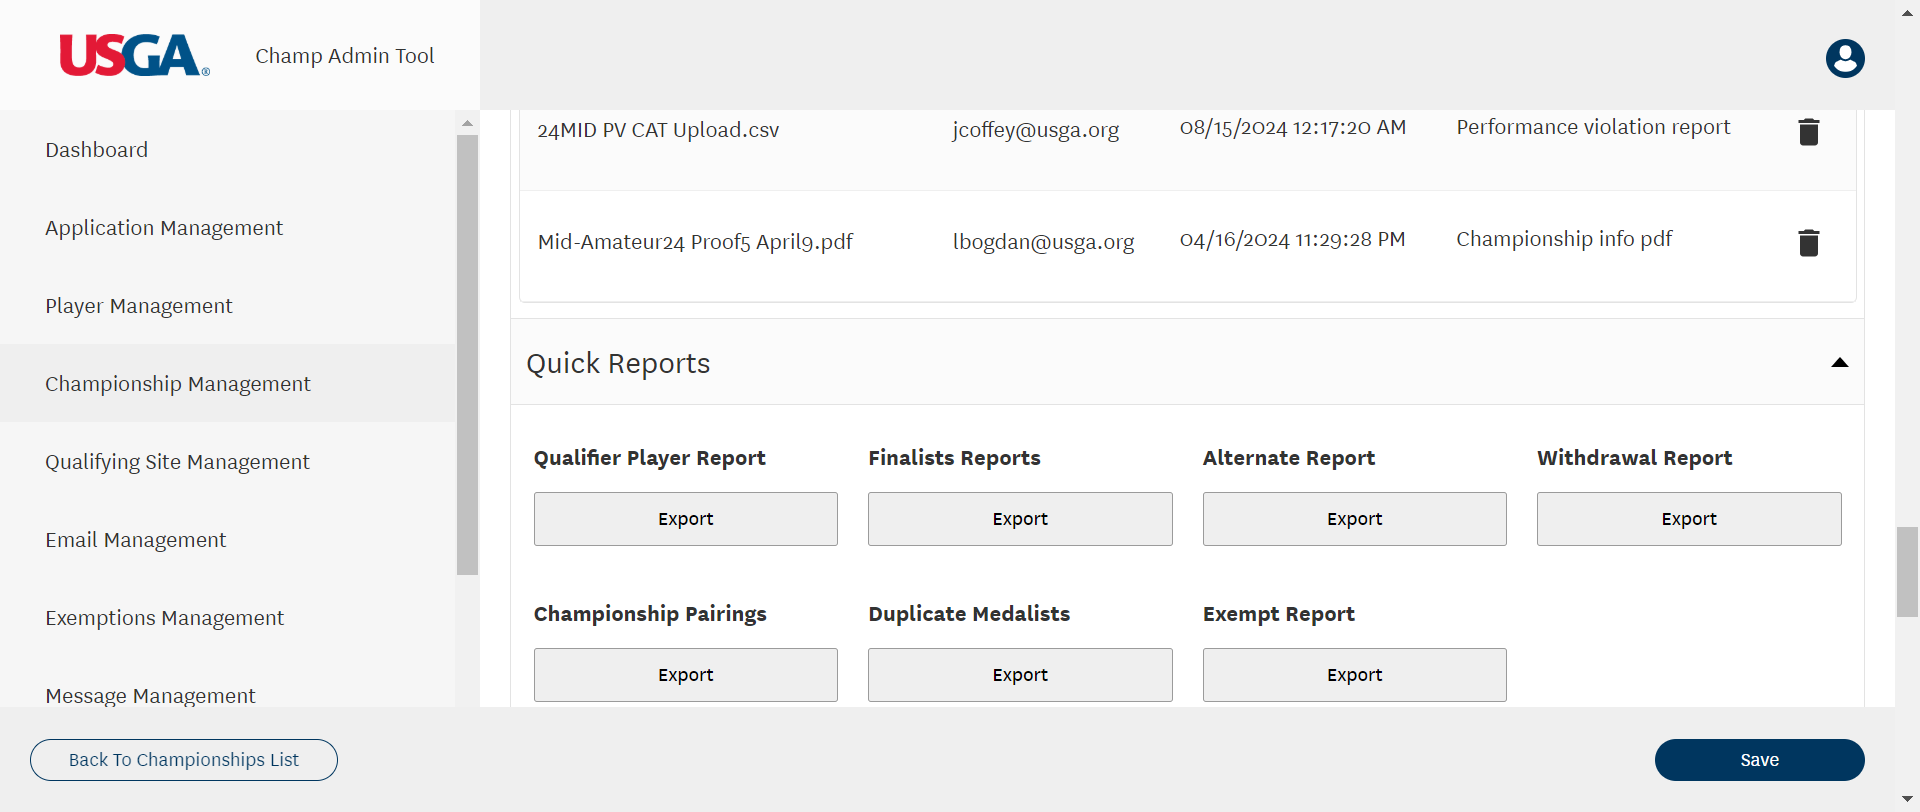 USGA®
Champ Admin Tool
Dashboard
Application Management
Player Management
Championship Management
Qualifying Site Management
Email Management
Exemptions Management
Message Management
24MID PV CAT Upload.csv jcoffey@usga.org 08/15/2024 12:17:20 AM Performance violation report
Mid-Amateur24 Proof5 April9.pdf lbogdan@usga.org 04/16/2024 11:29:28 PM Championship info pdf
Quick Reports
Qualifier Player Report Finalists Reports Alternate Report Withdrawal Report
Export Export Export Export
Championship Pairings Duplicate Medalists Exempt Report
Export Export Export
Back To Championships List
Save